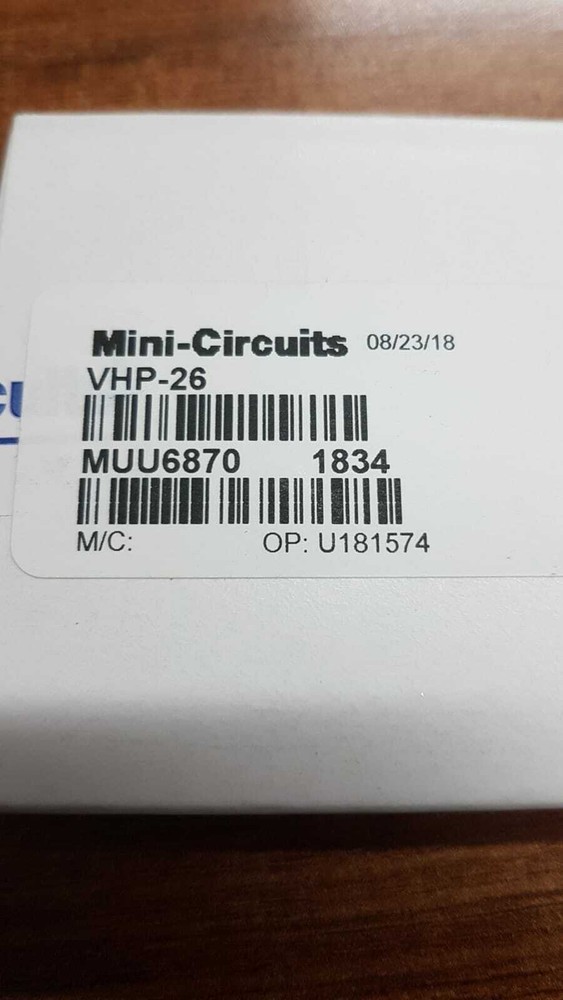 Mini-Circuits 08/23/18
VHP-26
MUU6870 1834
M/C: OP: U181574